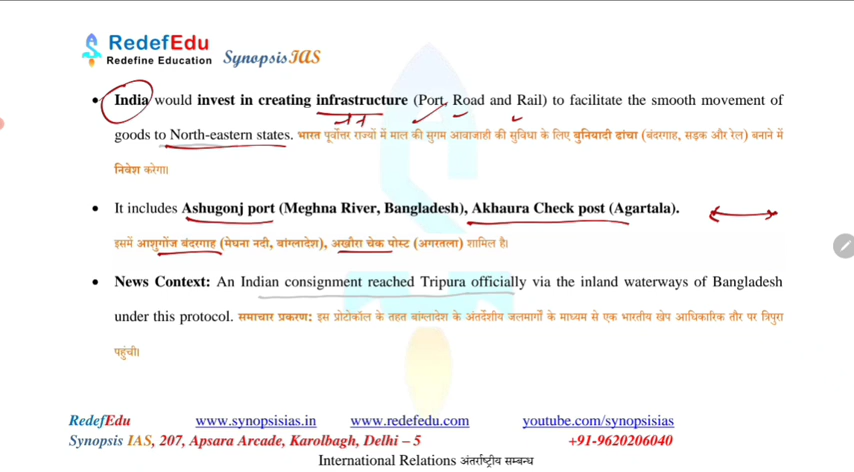 RedefEdu
Redefine Education
SynopsisIAS
• India would invest in creating infrastructure (Port, Road and Rail) to facilitate the smooth movement of
goods to North-eastern states. भारत पूर्वोत्तर राज्यों में माल की सुगम आवाजाही की सुविधा के लिए बुनियादी ढांचा (बंदरगाह, सड़क और रेल) बनाने में
निवेश करेगा।
• It includes Ashugonj port (Meghna River, Bangladesh), Akhaura Check post (Agartala).
इसमें आशुगोंज बंदरगाह (मेघना नदी, बांग्लादेश), अखौरा चेक पोस्ट (अगरतला) शामिल है।
• News Context: An Indian consignment reached Tripura officially via the inland waterways of Bangladesh
under this protocol. समाचार प्रकरण: इस प्रोटोकॉल के तहत बांग्लादेश के अंतर्देशीय जलमार्गों के माध्यम से एक भारतीय खेप आधिकारिक तौर पर त्रिपुरा
पहुंची।
RedefEdu www.synopsisias.in www.redefedu.com youtube.com/synopsisias
Synopsis IAS, 207, Apsara Arcade, Karolbagh, Delhi – 5 +91-9620206040
International Relations अंतर्राष्ट्रीय सम्बन्ध